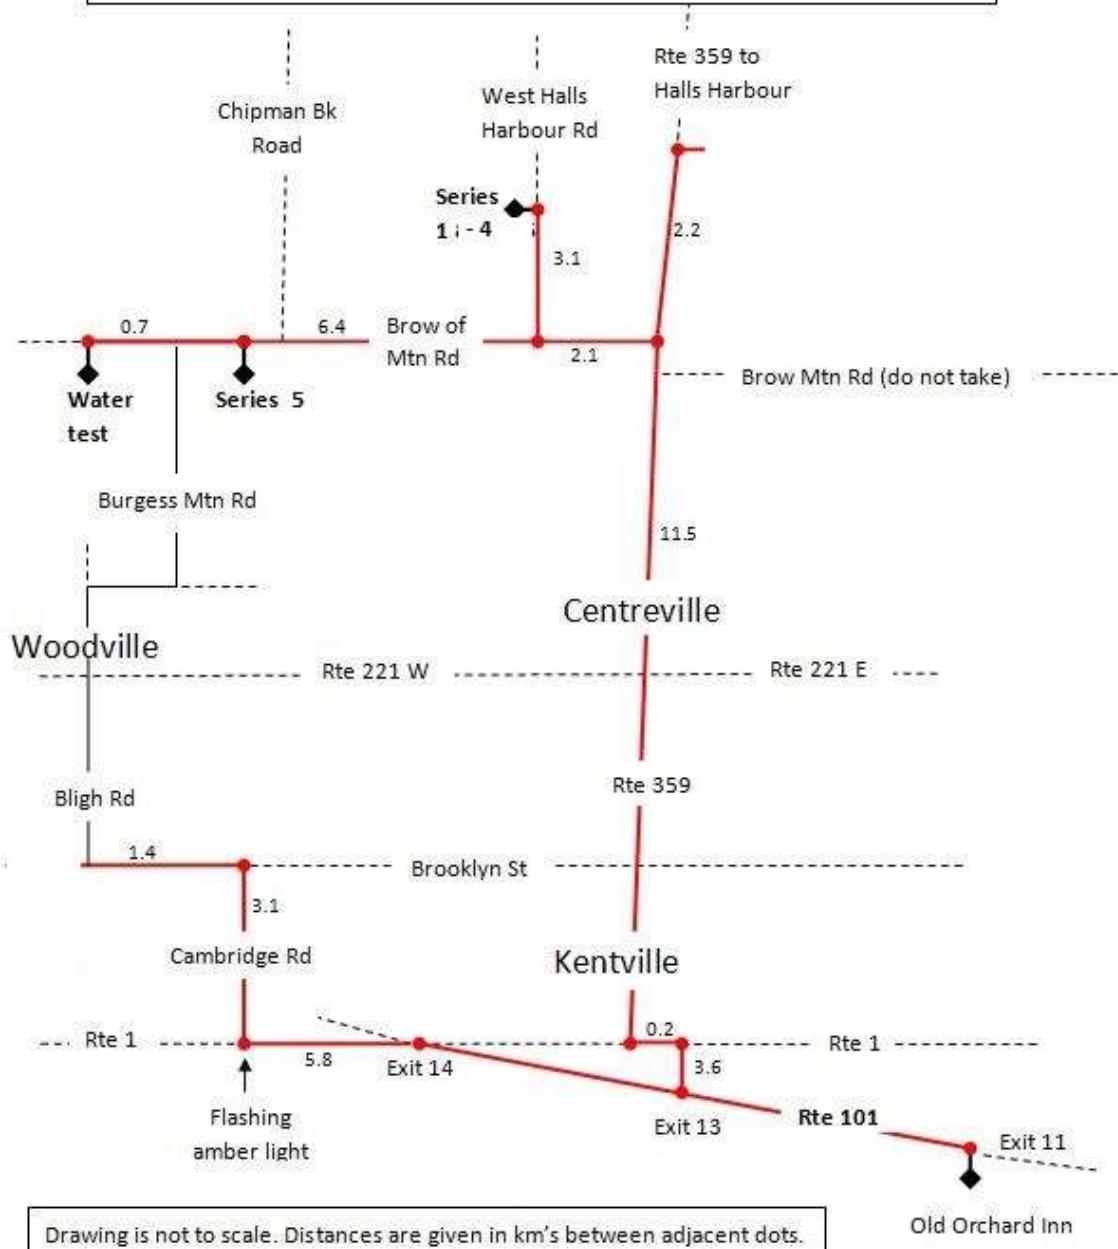 Rte 359 to
Halls Harbour
West Halls
Harbour Rd
Chipman Bk
Road
Series
1 - 4
2.2
3.1
0.7
6.4
Brow of
Mtn Rd
2.1
Brow Mtn Rd (do not take)
Water
test
Series 5
Burgess Mtn Rd
11.5
Centreville
Woodville
Rte 221 W
Rte 221 E
Rte 359
Bligh Rd
1.4
Brooklyn St
3.1
Cambridge Rd
Kentville
Rte 1
0.2
Rte 1
5.8
Exit 14
3.6
Flashing
amber light
Exit 13
Rte 101
Exit 11
Old Orchard Inn
Drawing is not to scale. Distances are given in km's between adjacent dots.